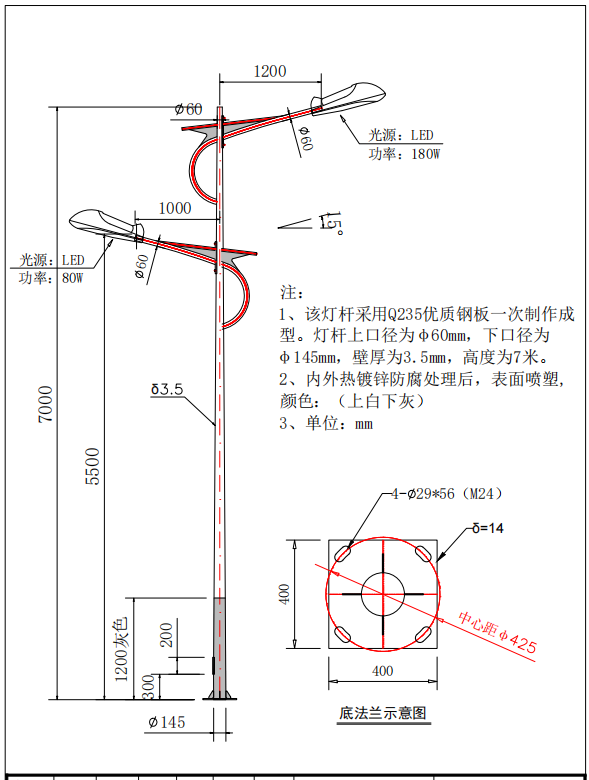 1200
ϕ60
ϕ60
光源: LED
功率: 180W
1000
15°
光源: LED
功率: 80W
ϕ60
注:
1、该灯杆采用Q235优质钢板一次制作成
型。灯杆上口径为φ60mm, 下口径为
φ145mm, 壁厚为3.5mm, 高度为7米。
2、内外热镀锌防腐处理后, 表面喷塑,
颜色: (上白下灰)
3、单位: mm
7000
δ3.5
5500
4-Ø29*56 (M24)
δ=14
400
中心距φ425
400
底法兰示意图
1200灰色
200
300
ϕ145